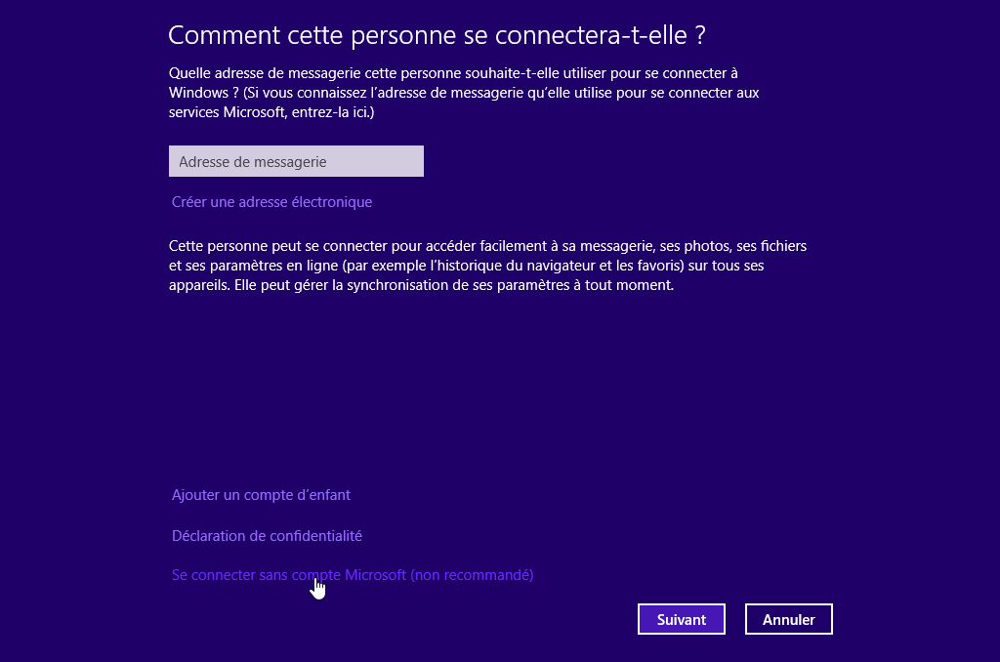 Comment cette personne se connectera-t-elle ?
Quelle adresse de messagerie cette personne souhaite-t-elle utiliser pour se connecter à
Windows ? (Si vous connaissez l’adresse de messagerie qu’elle utilise pour se connecter aux
services Microsoft, entrez-la ici.)
Adresse de messagerie
Créer une adresse électronique
Cette personne peut se connecter pour accéder facilement à sa messagerie, ses photos, ses fichiers
et ses paramètres en ligne (par exemple l’historique du navigateur et les favoris) sur tous ses
appareils. Elle peut gérer la synchronisation de ses paramètres à tout moment.
Ajouter un compte d’enfant
Déclaration de confidentialité
Se connecter sans compte Microsoft (non recommandé)
Suivant
Annuler